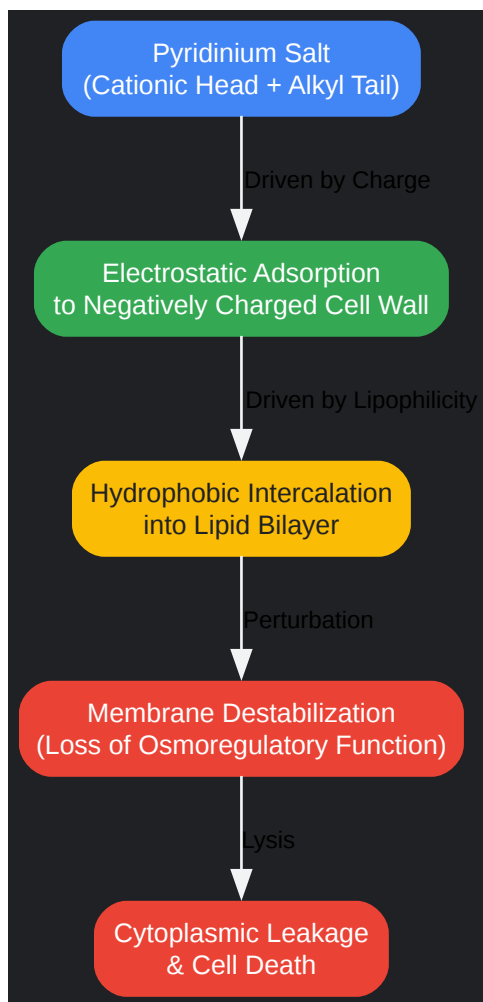 Pyridinium Salt
(Cationic Head + Alkyl Tail)
Driven by Charge
Electrostatic Adsorption
to Negatively Charged Cell Wall
Driven by Lipophilicity
Hydrophobic Intercalation
into Lipid Bilayer
Perturbation
Membrane Destabilization
(Loss of Osmoregulatory Function)
Lysis
Cytoplasmic Leakage
& Cell Death